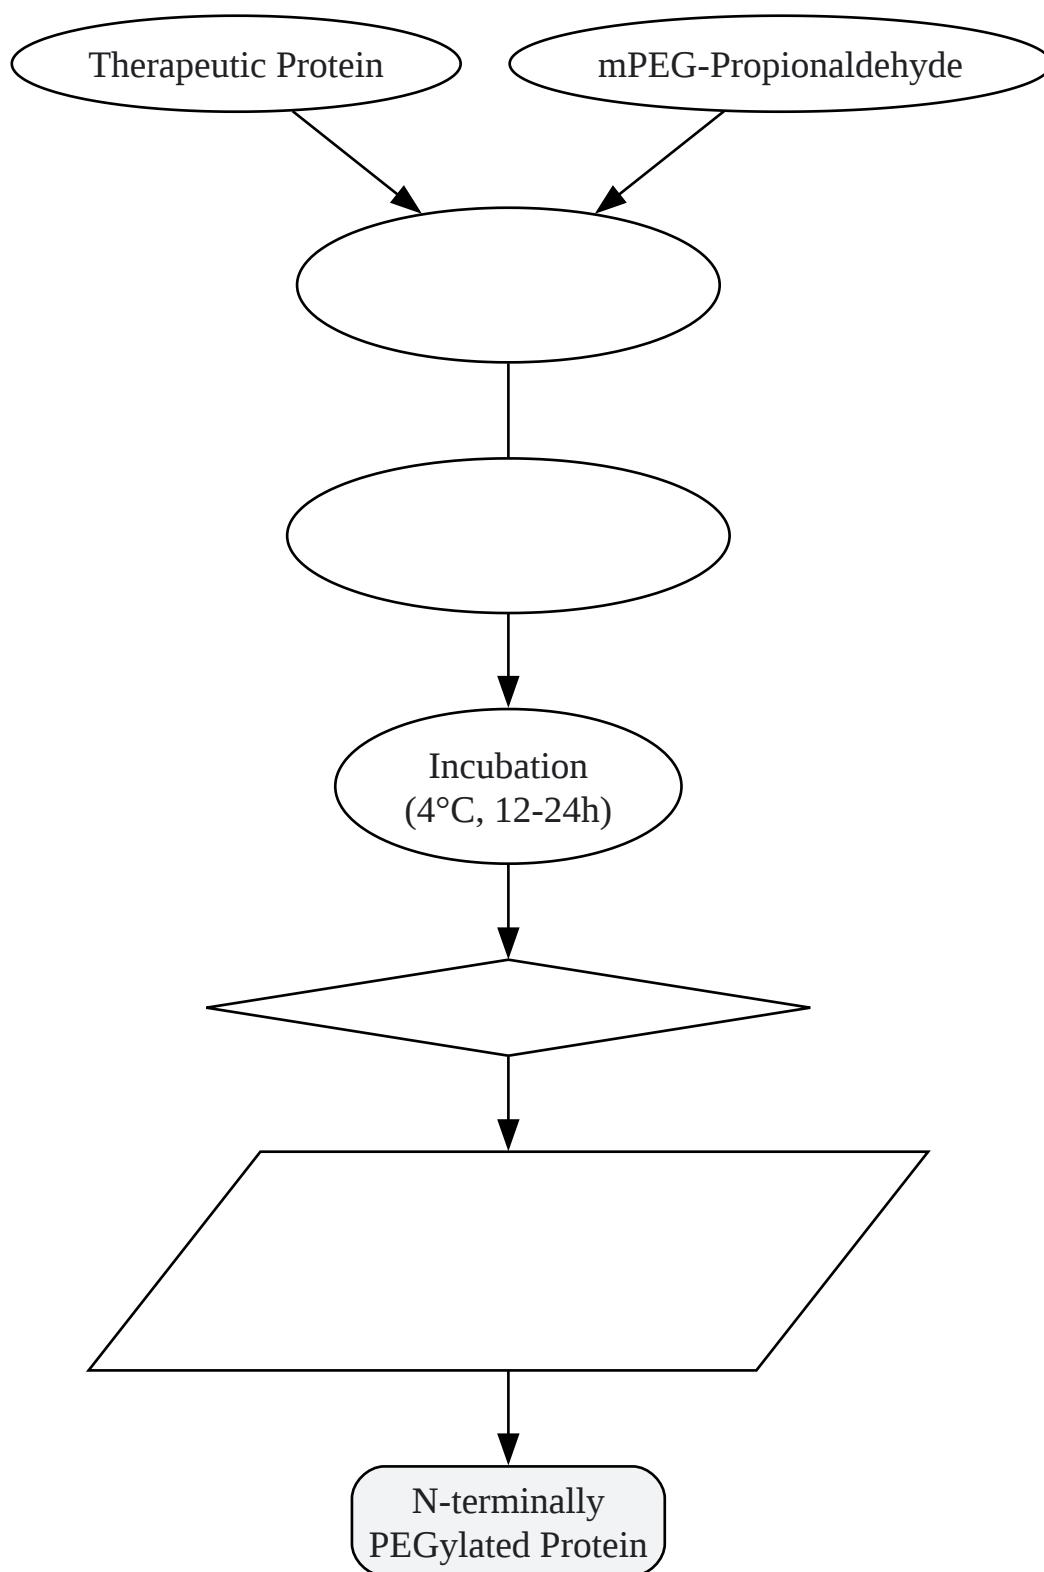 Therapeutic Protein
mPEG-Propionaldehyde
Incubation
(4°C, 12-24h)
N-terminally
PEGylated Protein